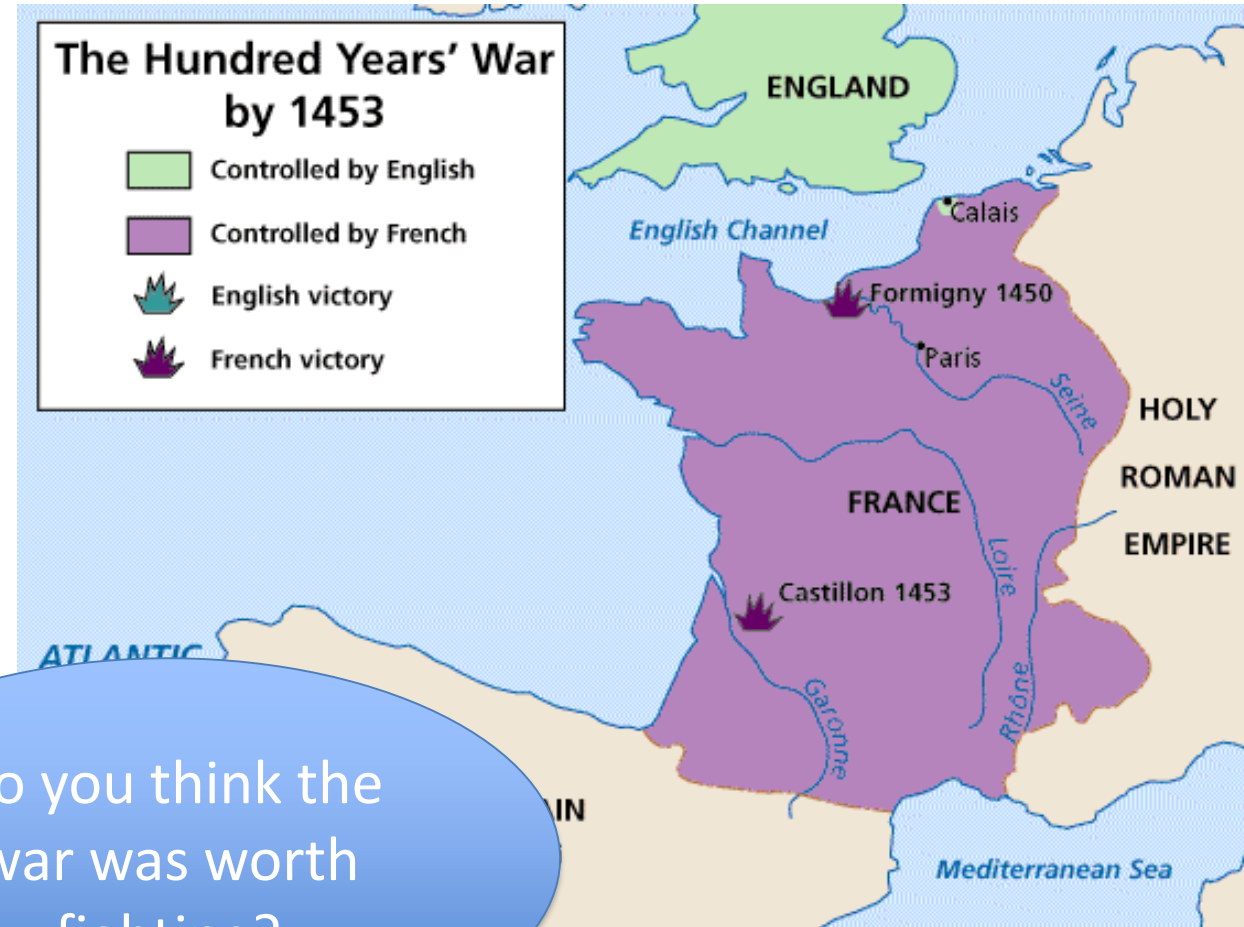 The Hundred Years' War
by 1453
Controlled by English
Controlled by French
English victory
French victory
ENGLAND
English Channel
Calais
Formigny 1450
Paris
Seine
HOLY
ROMAN
EMPIRE
FRANCE
Loire
Castillon 1453
Rhône
Garonne
ATLANTIC
you think the
was worth
Mediterranean Sea